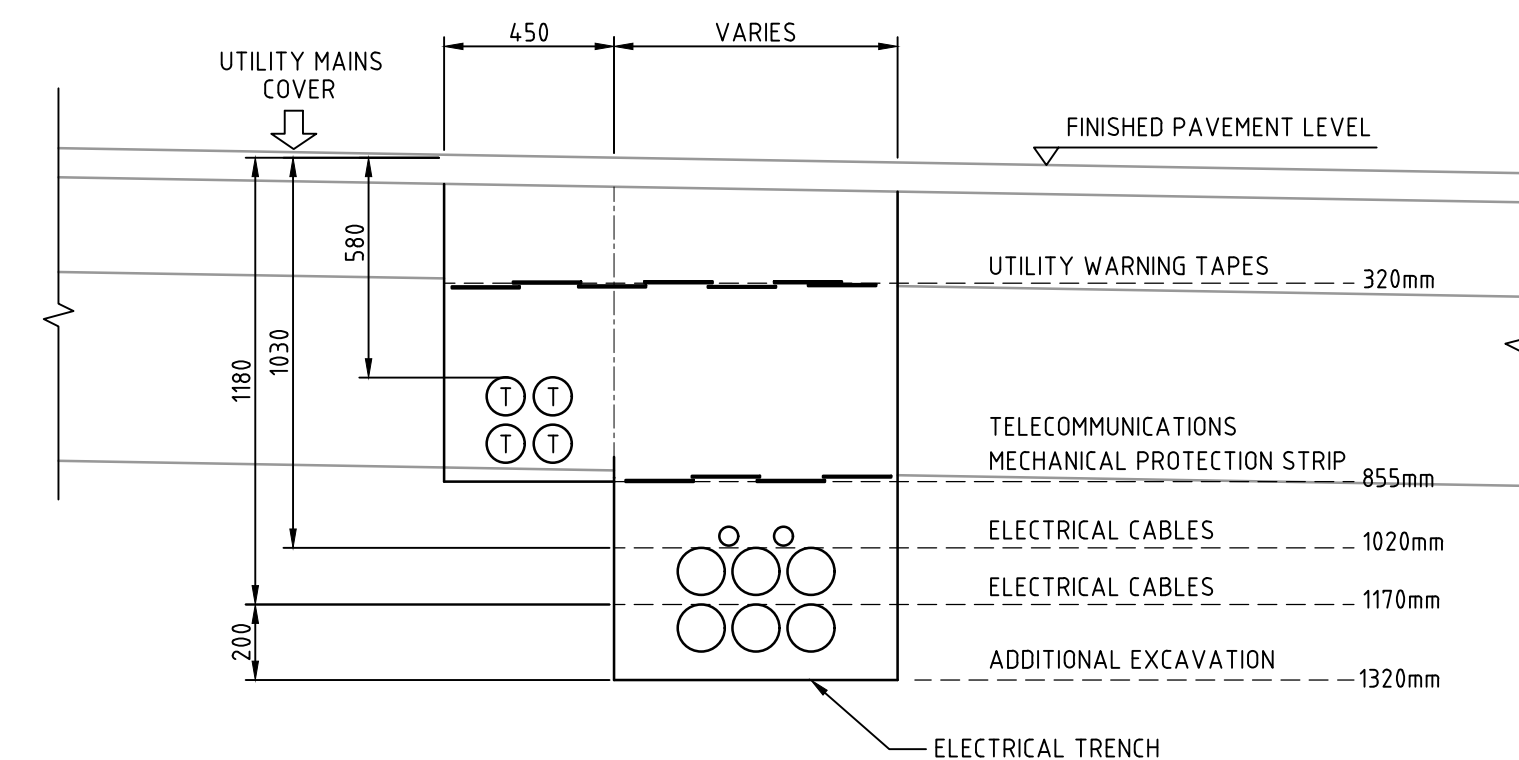 450
VARIES
UTILITY MAINS
COVER
FINISHED PAVEMENT LEVEL
580
1030
1180
200
UTILITY WARNING TAPES
320mm
T T
T T
TELECOMMUNICATIONS
MECHANICAL PROTECTION STRIP
855mm
ELECTRICAL CABLES
1020mm
ELECTRICAL CABLES
1170mm
ADDITIONAL EXCAVATION
1320mm
ELECTRICAL TRENCH